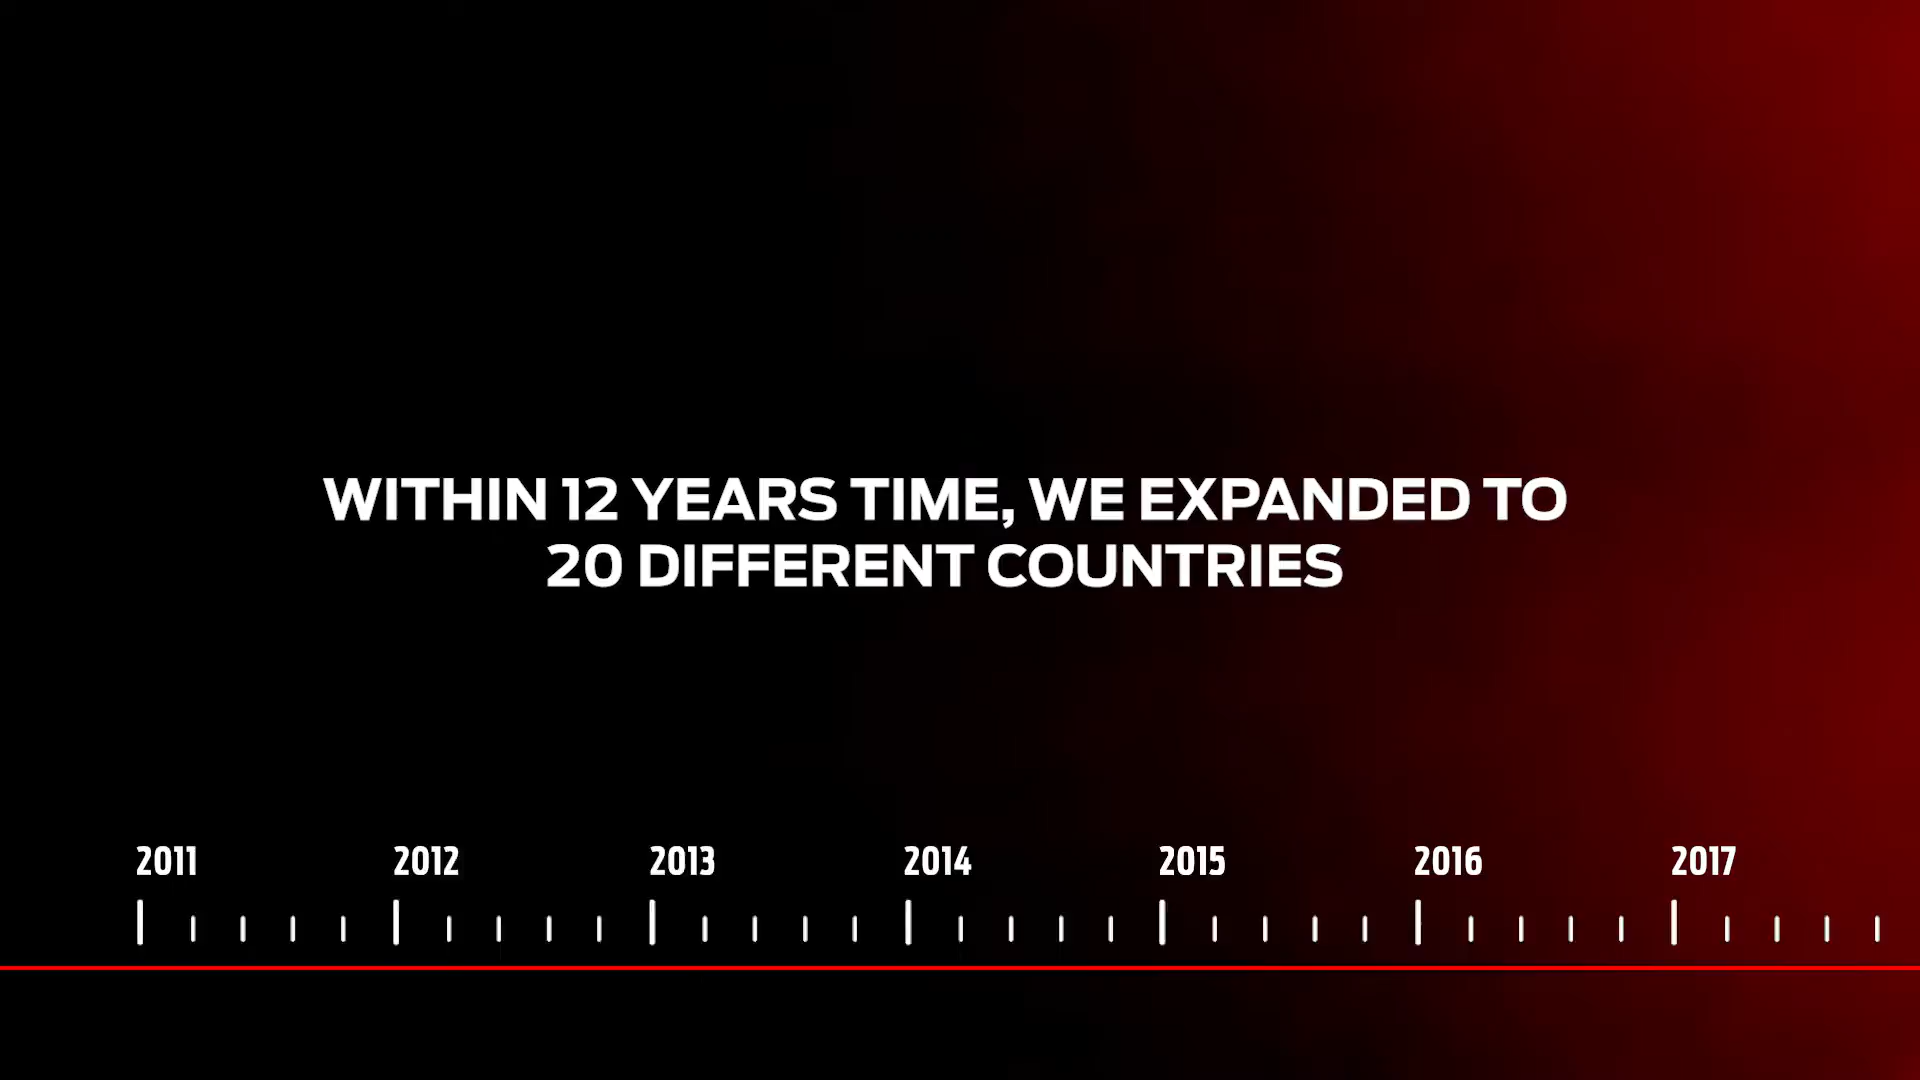 WITHIN 12 YEARS TIME, WE EXPANDED TO
20 DIFFERENT COUNTRIES
2011 2012 2013 2014 2015 2016 2017